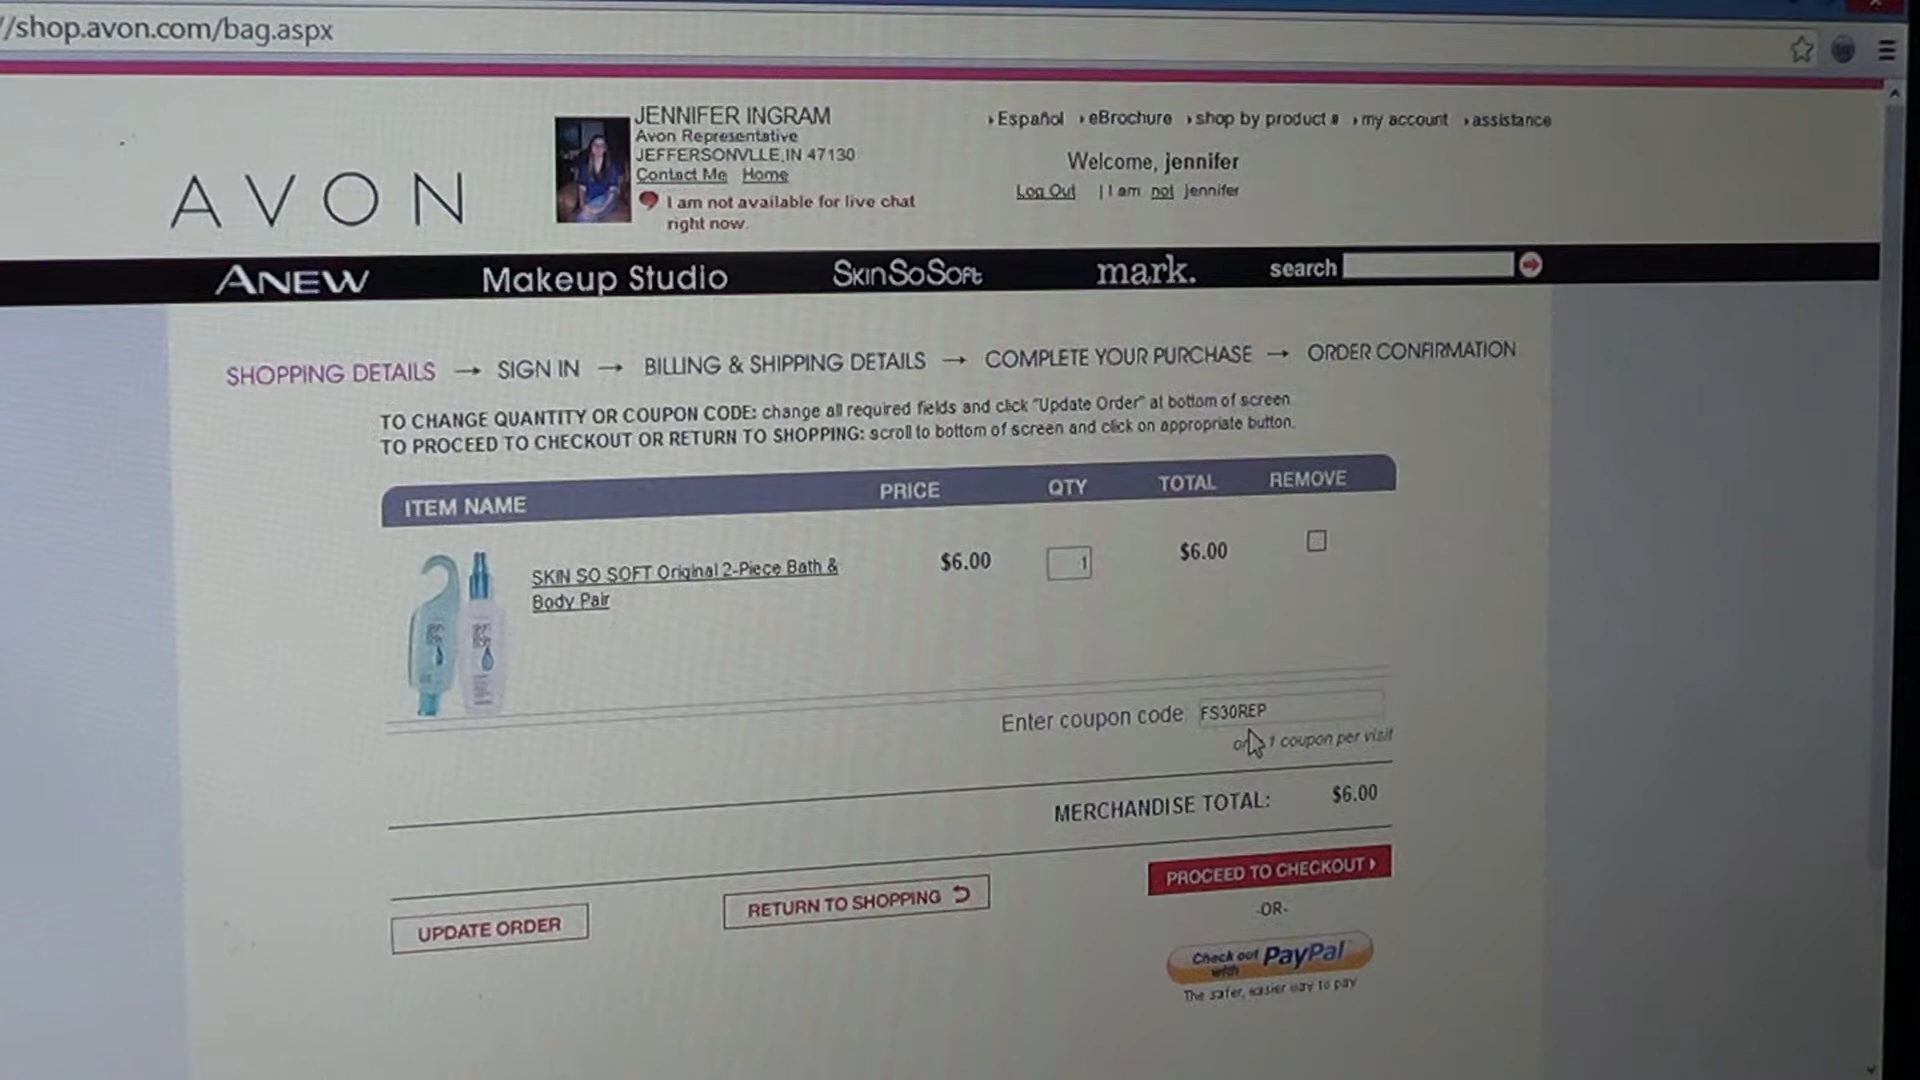 //shop.avon.com/bag.aspx
AVON
JENNIFER INGRAM
Avon Representative
JEFFERSONVLLE,IN 47130
Contact Me Home
I am not available for live chat
right now.
Español eBrochure shop by product # my account assistance
Welcome, jennifer
Log Out | I am not jennifer
ANEW Makeup Studio SKINSOSOFT mark. search
SHOPPING DETAILS → SIGN IN → BILLING & SHIPPING DETAILS → COMPLETE YOUR PURCHASE → ORDER CONFIRMATION
TO CHANGE QUANTITY OR COUPON CODE: change all required fields and click "Update Order" at bottom of screen
TO PROCEED TO CHECKOUT OR RETURN TO SHOPPING: scroll to bottom of screen and click on appropriate button.
ITEM NAME PRICE QTY TOTAL REMOVE
SKIN SO SOFT Original 2-Piece Bath &
Body Pair
$6.00 1 $6.00
Enter coupon code FS30REP
1 coupon per visit
MERCHANDISE TOTAL: $6.00
UPDATE ORDER RETURN TO SHOPPING PROCEED TO CHECKOUT
-OR-
Check out with PayPal
The safer, easier way to pay